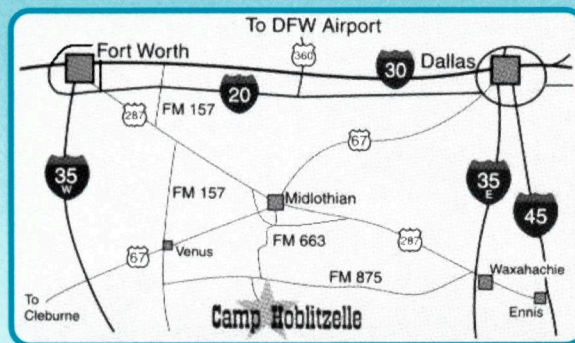 To DFW Airport
Fort Worth
360
Dallas
30
20
287
FM 157
67
35
W
FM 157
Midlothian
35
E
45
FM 663
287
Venus
67
FM 875
Waxahachie
To
Cleburne
Ennis
Camp Hoblitzelle